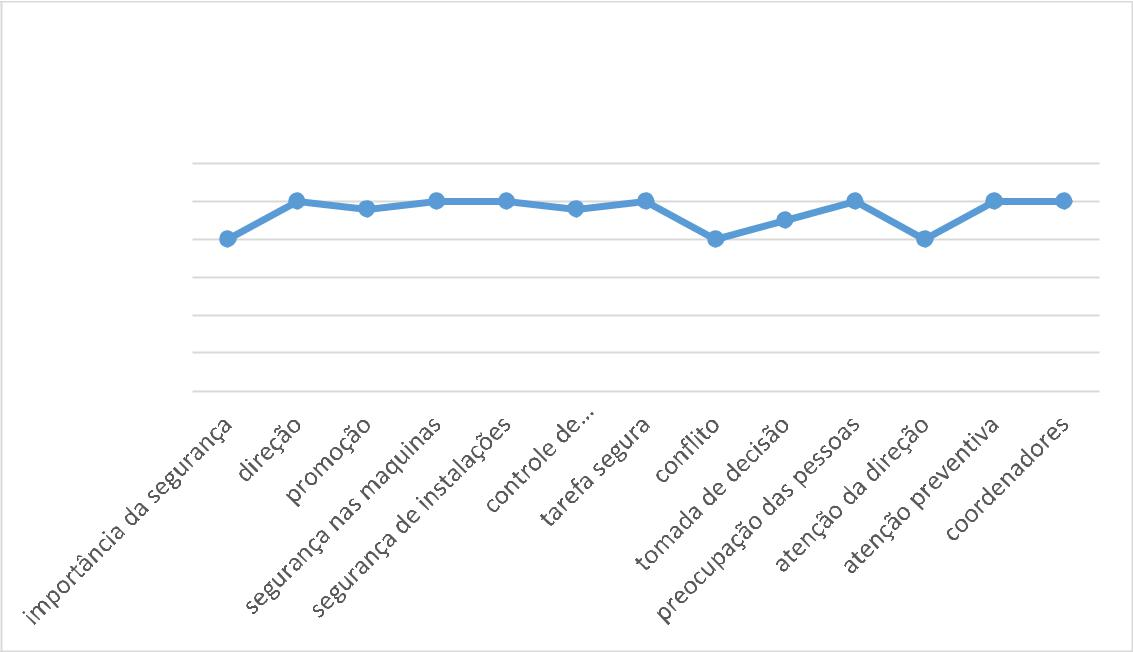 importância da segurança
direção
promoção
segurança nas maquinas
segurança de instalações
controle de...
tarefa segura
conflito
tomada de decisão
preocupação das pessoas
atenção da direção
atenção preventiva
coordenadores